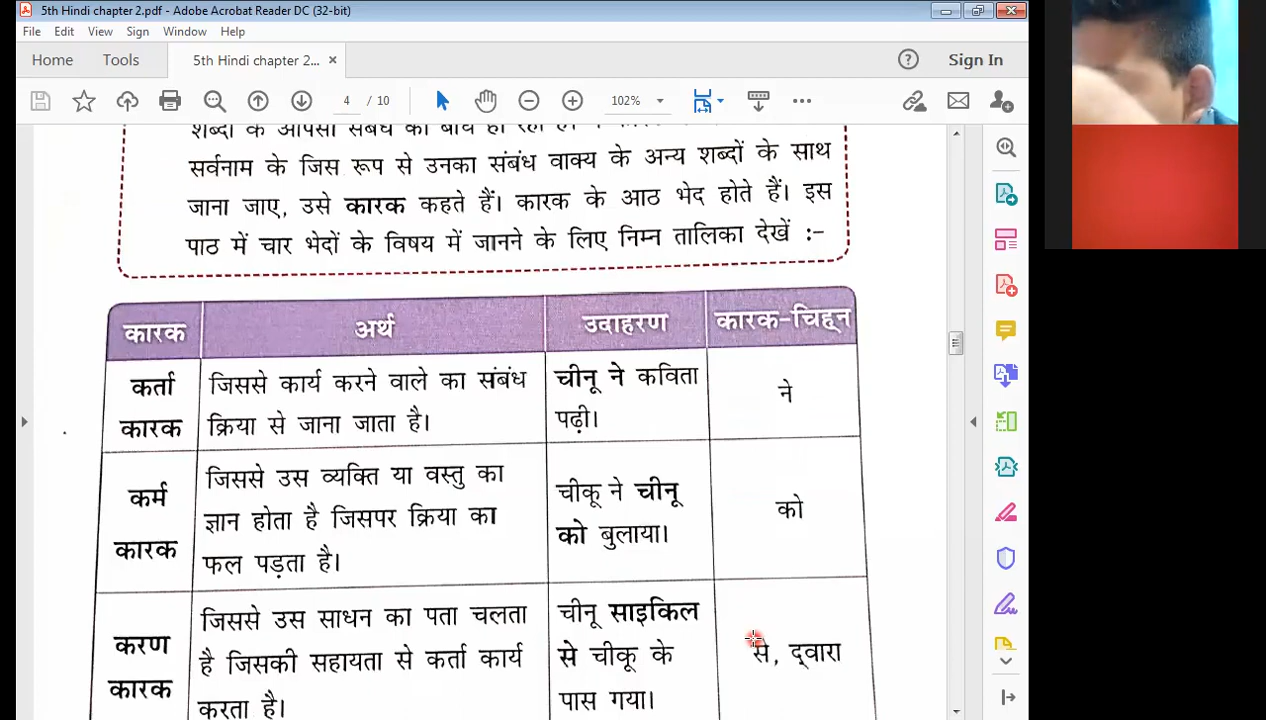 5th Hindi chapter 2.pdf - Adobe Acrobat Reader DC (32-bit)
File Edit View Sign Window Help
Home Tools 5th Hindi chapter 2... × Sign In
4 / 10 102%
सर्वनाम के जिस रूप से उनका संबंध वाक्य के अन्य शब्दों के साथ
जाना जाए, उसे कारक कहते हैं। कारक के आठ भेद होते हैं। इस
पाठ में चार भेदों के विषय में जानने के लिए निम्न तालिका देखें :-
कारक अर्थ उदाहरण कारक-चिह्न
कर्ता जिससे कार्य करने वाले का संबंध चीनू ने कविता ने
कारक क्रिया से जाना जाता है। पढ़ी।
कर्म जिससे उस व्यक्ति या वस्तु का चीकू ने चीनू को
कारक ज्ञान होता है जिसपर क्रिया का को बुलाया।
फल पड़ता है।
करण जिससे उस साधन का पता चलता चीनू साइकिल से, द्वारा
कारक है जिसकी सहायता से कर्ता कार्य से चीकू के
करता है। पास गया।